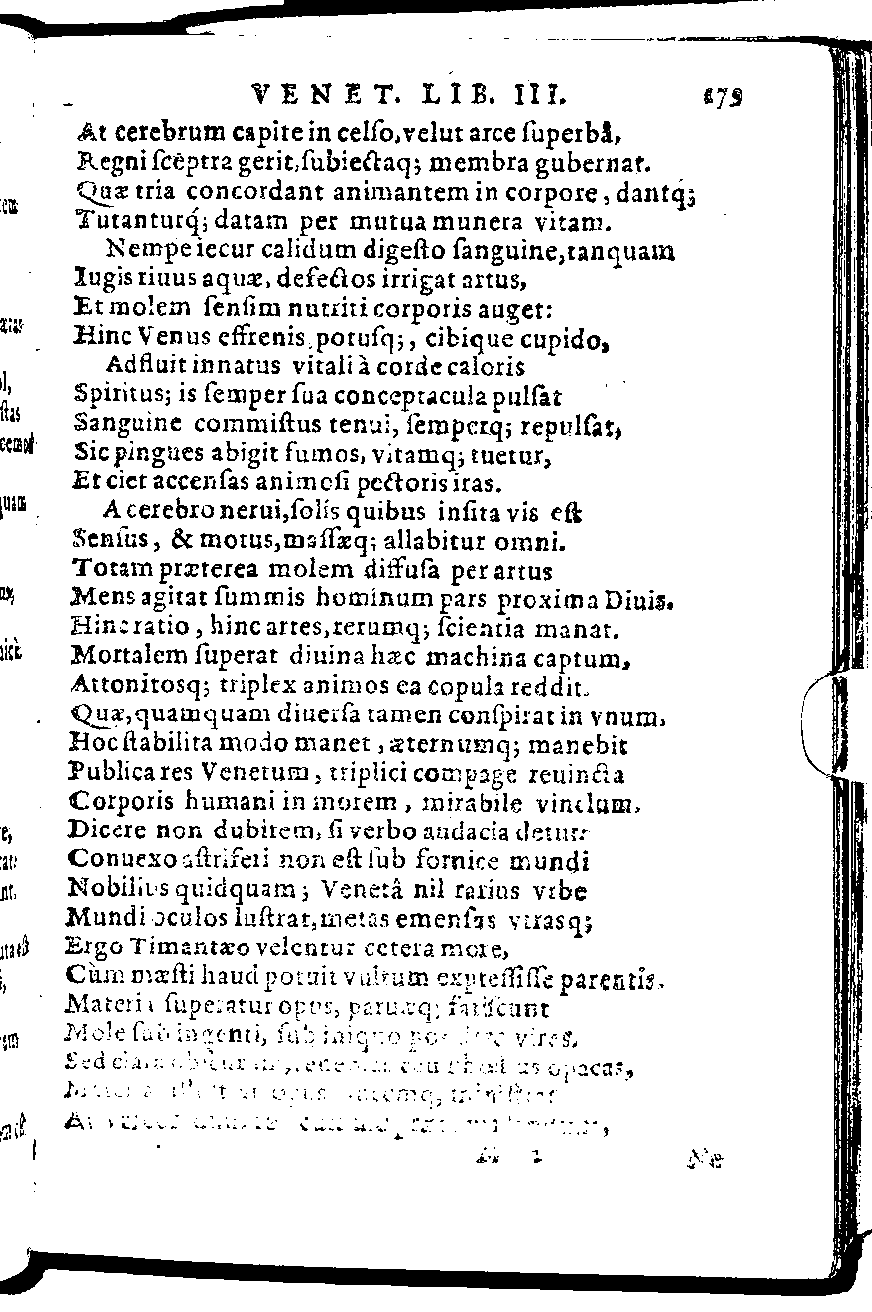 VENET. LIB. III. 179
At cerebrum capite in celſo, velut arce ſuperbâ,
Regni ſcēptra gerit, ſubiectaq; membra gubernat.
Quæ tria concordant animantem in corpore, dantq́;
Tutanturq́; datam per mutua munera vitam.
Nempe iecur calidum digeſto ſanguine, tanquam
Iugis riuus aquæ, defectos irrigat artus,
Et molem ſenſim nutriti corporis auget:
Hinc Venus effrenis, potuſq;, cibique cupido,
Adfluit innatus vitali à corde caloris
Spiritus; is ſemper ſua conceptacula pulſat
Sanguine commiſtus tenui, ſemperq; repulſat,
Sic pingues abigit fumos, vitamq; tuetur,
Et ciet accenſas animoſi pectoris iras.
A cerebro nerui, ſolis quibus inſita vis eſt
Senſus, & motus, maſſæq; allabitur omni.
Totam præterea molem diffuſa per artus
Mens agitat ſummis hominum pars proxima Diuis.
Hinc ratio, hinc artes, rerumq; ſcientia manat.
Mortalem ſuperat diuina hæc machina captum,
Attonitosq; triplex animos ea copula reddit.
Quæ, quamquam diuerſa tamen conſpirat in vnum,
Hoc ſtabilita modo manet, æternumq; manebit
Publica res Venetum, triplici compage reuincta
Corporis humani in morem, mirabile vinclum.
Dicere non dubitem, ſi verbo audacia detur:
Conuexo aſtriferi non eſt ſub fornice mundi
Nobilius quidquam; Venetâ nil rarius vrbe
Mundi oculos luſtrat, metas emenſus vtrasq;
Ergo Timantæo velentur cetera more,
Cùm mæſti haud potuit vultum expreſſiſſe parentis.
Materia ſuperatur opus, paruæq; fatiſcunt
Mole ſub ingenti, ſub iniquo pondere vires.
Sed opacas,
opus
At
M 2 Ne